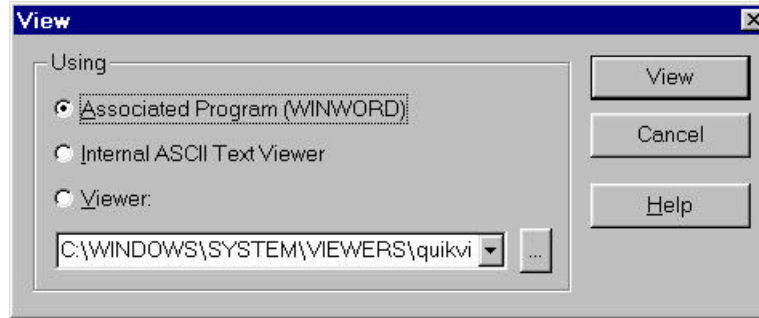 View
Using
Associated Program (WINWORD)
Internal ASCII Text Viewer
Viewer:
C:\WINDOWS\SYSTEM\VIEWERS\quikvi
...
View
Cancel
Help